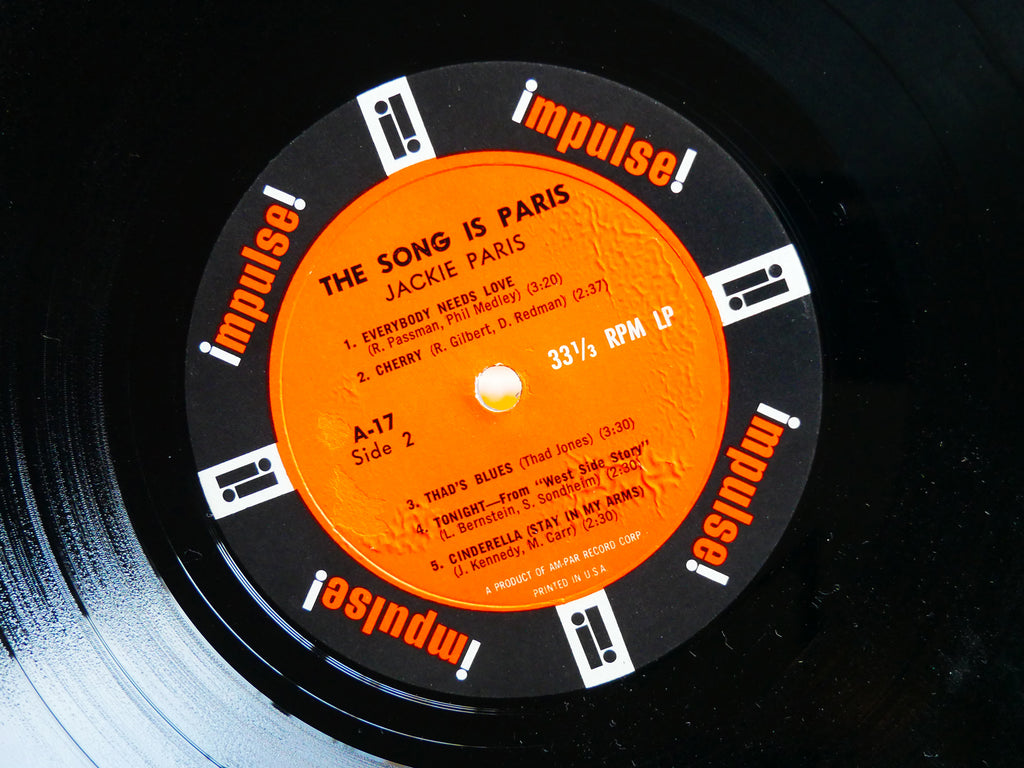 impulse!
impulse!
impulse!
impulse!
THE SONG IS PARIS
JACKIE PARIS
1. EVERYBODY NEEDS LOVE
(R. Passman, Phil Medley) (3:20)
2. CHERRY (R. Gilbert, D. Redman) (2:37)
33⅓ RPM LP
A-17
Side 2
3. THAD'S BLUES (Thad Jones) (3:30)
4. TONIGHT—From "West Side Story"
(L. Bernstein, S. Sondheim) (2:30)
5. CINDERELLA (STAY IN MY ARMS)
(J. Kennedy, M. Carr) (2:30)
A PRODUCT OF AM-PAR RECORD CORP.
PRINTED IN U.S.A.